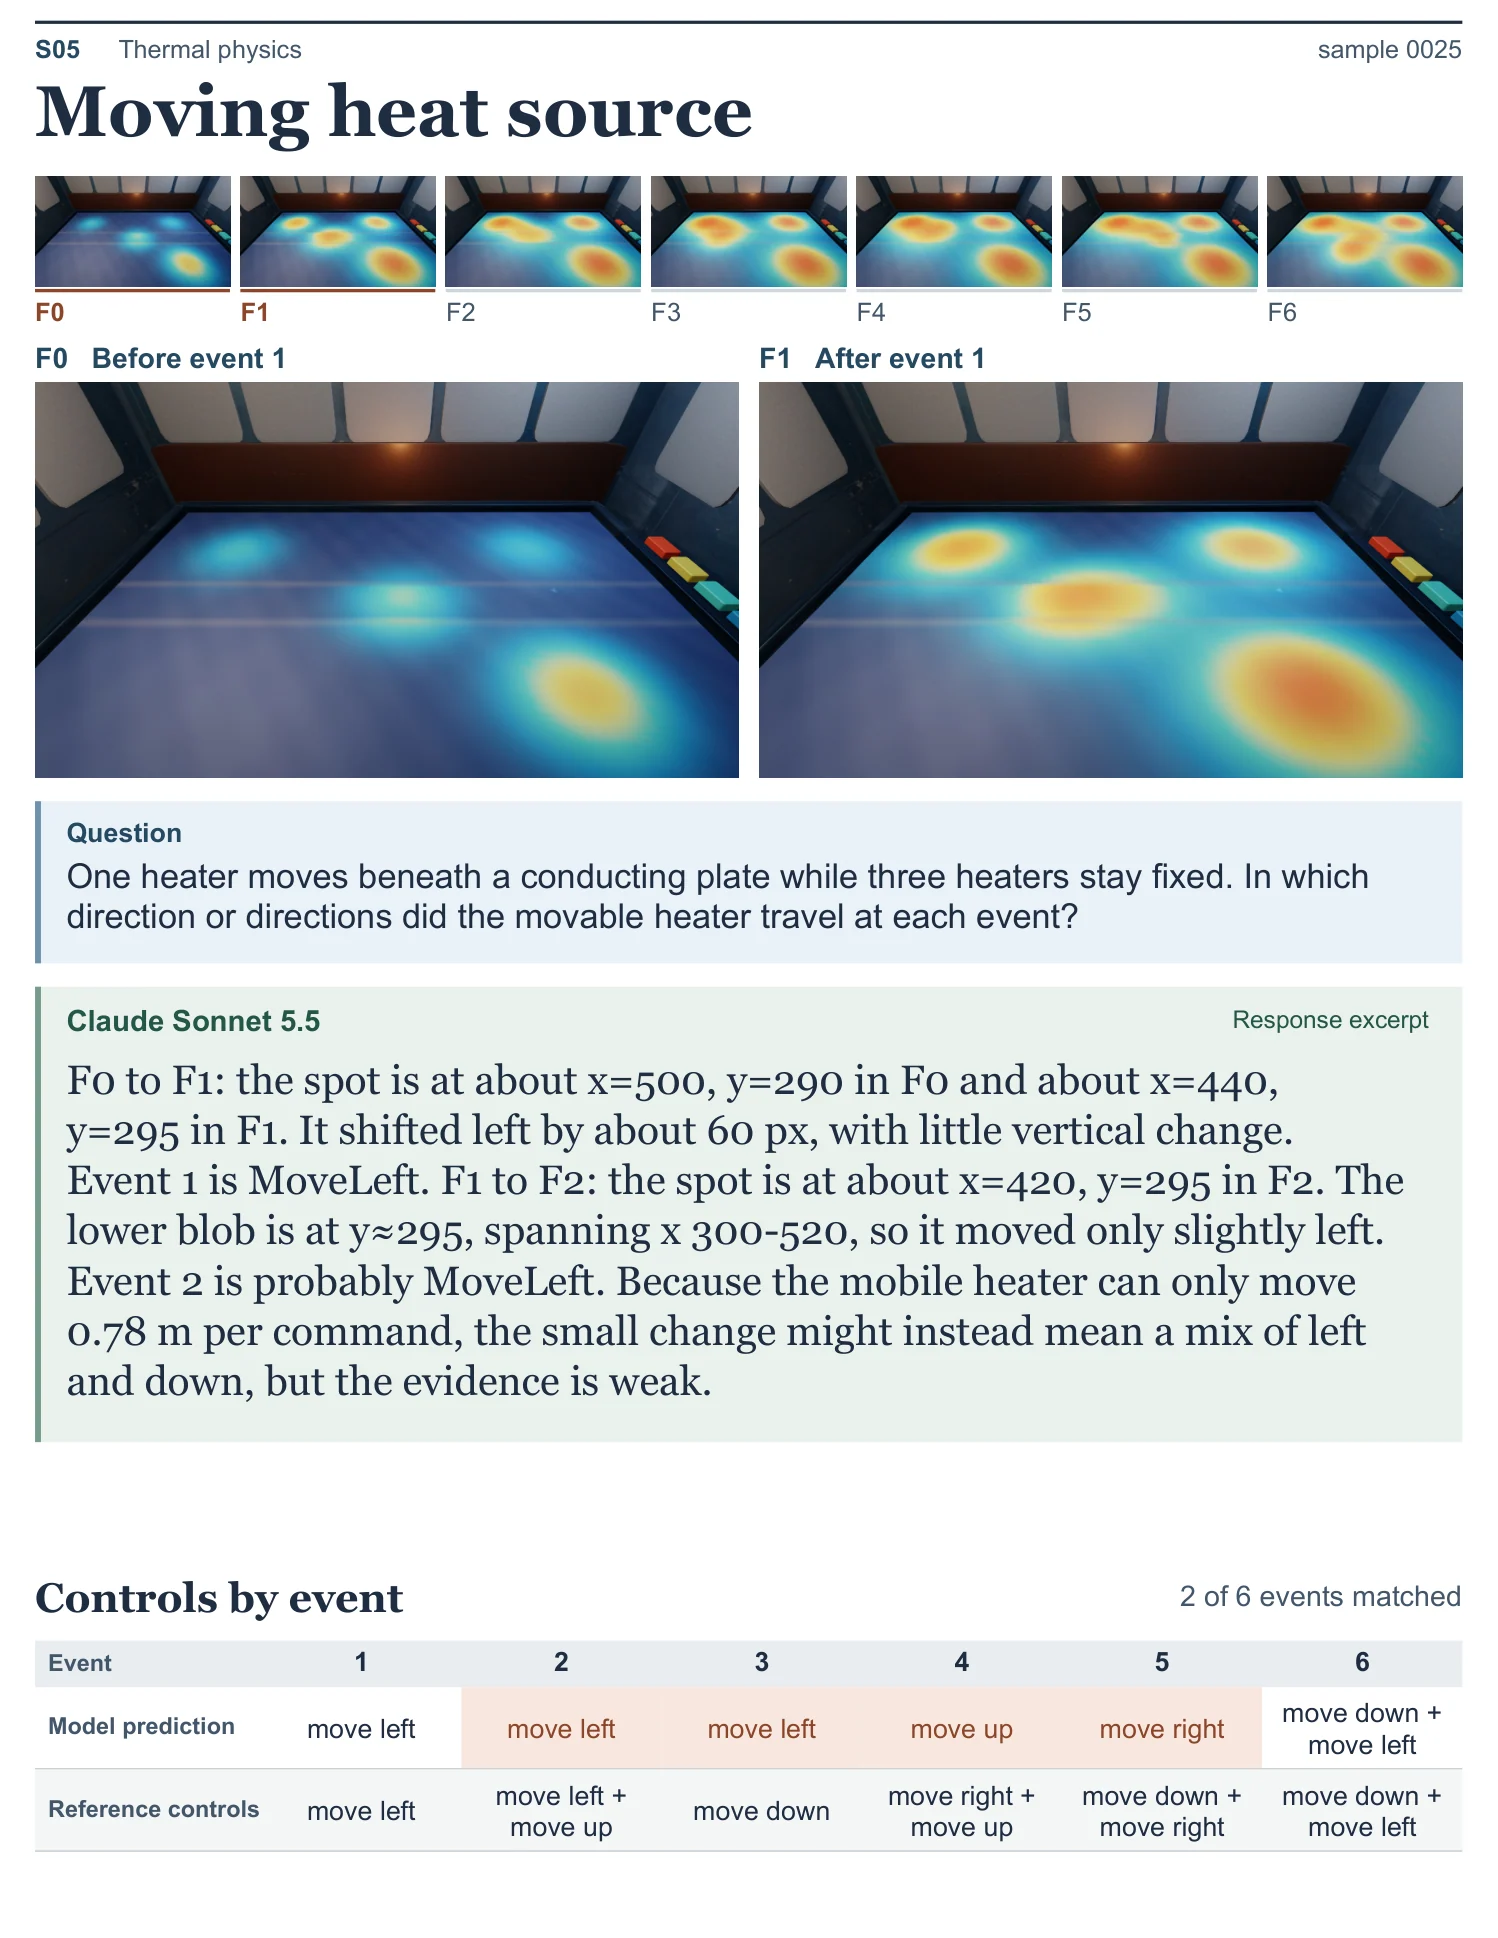 S05 Thermal physics sample 0025
Moving heat source
F0 F1 F2 F3 F4 F5 F6
F0 Before event 1
F1 After event 1
Question
One heater moves beneath a conducting plate while three heaters stay fixed. In which
direction or directions did the movable heater travel at each event?
Claude Sonnet 5.5 Response excerpt
F0 to F1: the spot is at about x=500, y=290 in F0 and about x=440,
y=295 in F1. It shifted left by about 60 px, with little vertical change.
Event 1 is MoveLeft. F1 to F2: the spot is at about x=420, y=295 in F2. The
lower blob is at y≈295, spanning x 300-520, so it moved only slightly left.
Event 2 is probably MoveLeft. Because the mobile heater can only move
0.78 m per command, the small change might instead mean a mix of left
and down, but the evidence is weak.
Controls by event 2 of 6 events matched
Event 1 2 3 4 5 6
Model prediction move left move left move left move up move right move down + move left
Reference controls move left move left + move up move down move right + move up move down + move right move down + move left